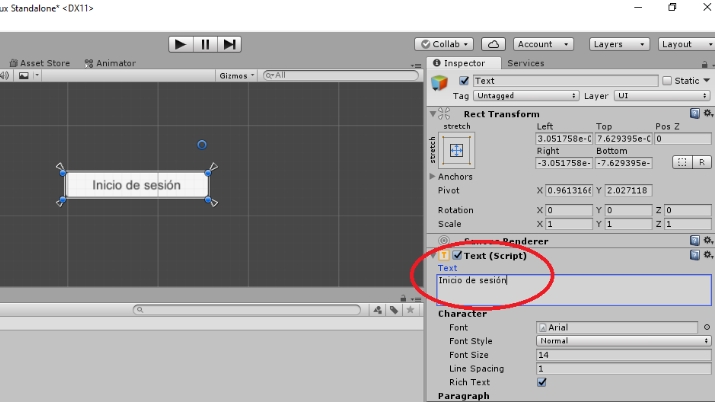 ux Standalone* <DX11>
Collab
Account
Layers
Layout
Asset Store Animator
Inspector Services
Gizmos All
Text Static
Tag Untagged Layer UI
Rect Transform
stretch Left Top Pos Z
stretch
3.051758e-( 7.629395e-( 0
Right Bottom
-3.051758e- -7.629395e- R
Anchors
Pivot X 0.961316( Y 2.027118
Rotation X 0 Y 0 Z 0
Scale X 1 Y 1 Z 1
Inicio de sesión
Canvas Renderer
Text (Script)
Text
Inicio de sesión
Character
Font Arial
Font Style Normal
Font Size 14
Line Spacing 1
Rich Text
Paragraph